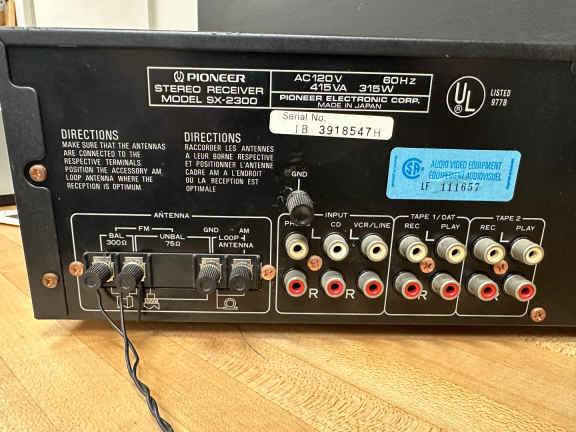 PIONEER
STEREO RECEIVER
MODEL SX-2300
AC120V 60HZ
415VA 315W
PIONEER ELECTRONIC CORP.
MADE IN JAPAN
UL
LISTED
977B
Serial No.
IB 3918547H
DIRECTIONS
MAKE SURE THAT THE ANTENNAS
ARE CONNECTED TO THE
RESPECTIVE TERMINALS.
POSITION THE ACCESSORY AM
LOOP ANTENNA WHERE THE
RECEPTION IS OPTIMUM.
DIRECTIONS
RACCORDER LES ANTENNES
A LEUR BORNE RESPECTIVE
ET POSITIONNER L'ANTENNE
CADRE AM A L'ENDROIT
OU LA RECEPTION EST
OPTIMALE
AUDIO VIDEO EQUIPMENT
EQUIPEMENT AUDIOVISUEL
LF 111657
GND
ANTENNA
FM
BAL
300Ω
UNBAL
75Ω
GND AM
LOOP
ANTENNA
INPUT
CD VCR/LINE
L
R
TAPE 1/DAT
REC L PLAY
R
TAPE 2
REC L PLAY
R